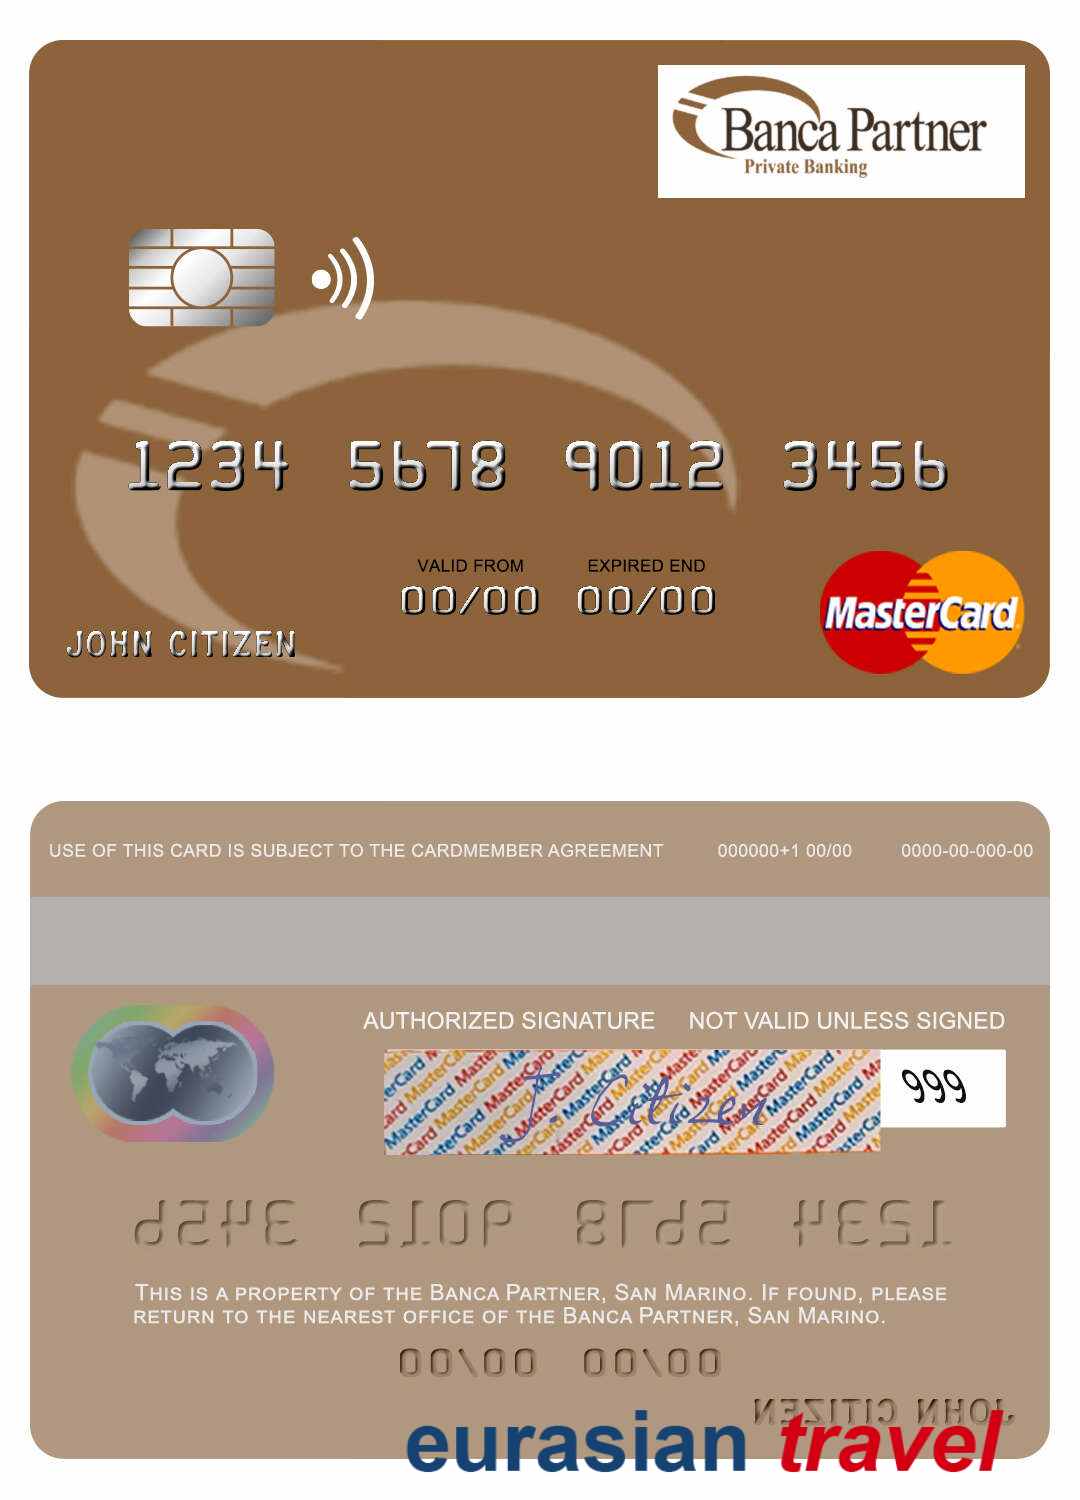 Banca Partner
Private Banking
1234 5678 9012 3456
VALID FROM EXPIRED END
00/00 00/00
JOHN CITIZEN
MasterCard
USE OF THIS CARD IS SUBJECT TO THE CARDMEMBER AGREEMENT 000000+1 00/00 0000-00-000-00
AUTHORIZED SIGNATURE NOT VALID UNLESS SIGNED
MasterCard MasterCard MasterCard MasterCard
J. Citizen
999
1234 5678 9012 3456
THIS IS A PROPERTY OF THE BANCA PARTNER, SAN MARINO. IF FOUND, PLEASE
RETURN TO THE NEAREST OFFICE OF THE BANCA PARTNER, SAN MARINO.
00/00 00/00
JOHN CITIZEN
eurasian travel